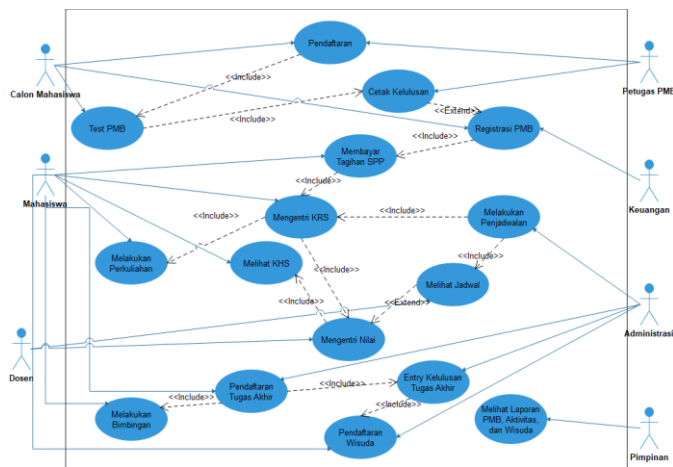 Pendaftaran
Calon Mahasiswa
Petugas PMB
<<Include>>
Cetak Kelulusan
<<Include>>
<<Extend>>
Test PMB
Registrasi PMB
<<Include>>
Membayar
Tagihan SPP
<<Include>>
Mahasiswa
Keuangan
Mengentri KRS
<<Include>>
Melakukan
Penjadwalan
<<Include>>
Melakukan
Perkuliahan
Melihat KHS
<<Include>>
<<Include>>
Melihat Jadwal
<<Include>>
<<Extend>>
Administrasi
Mengentri Nilai
Dosen
Pendaftaran
Tugas Akhir
<<Include>>
Entry Kelulusan
Tugas Akhir
<<Include>>
<<Include>>
Melakukan
Bimbingan
Pendaftaran
Wisuda
Melihat Laporan
PMB, Aktivitas,
dan Wisuda
Pimpinan